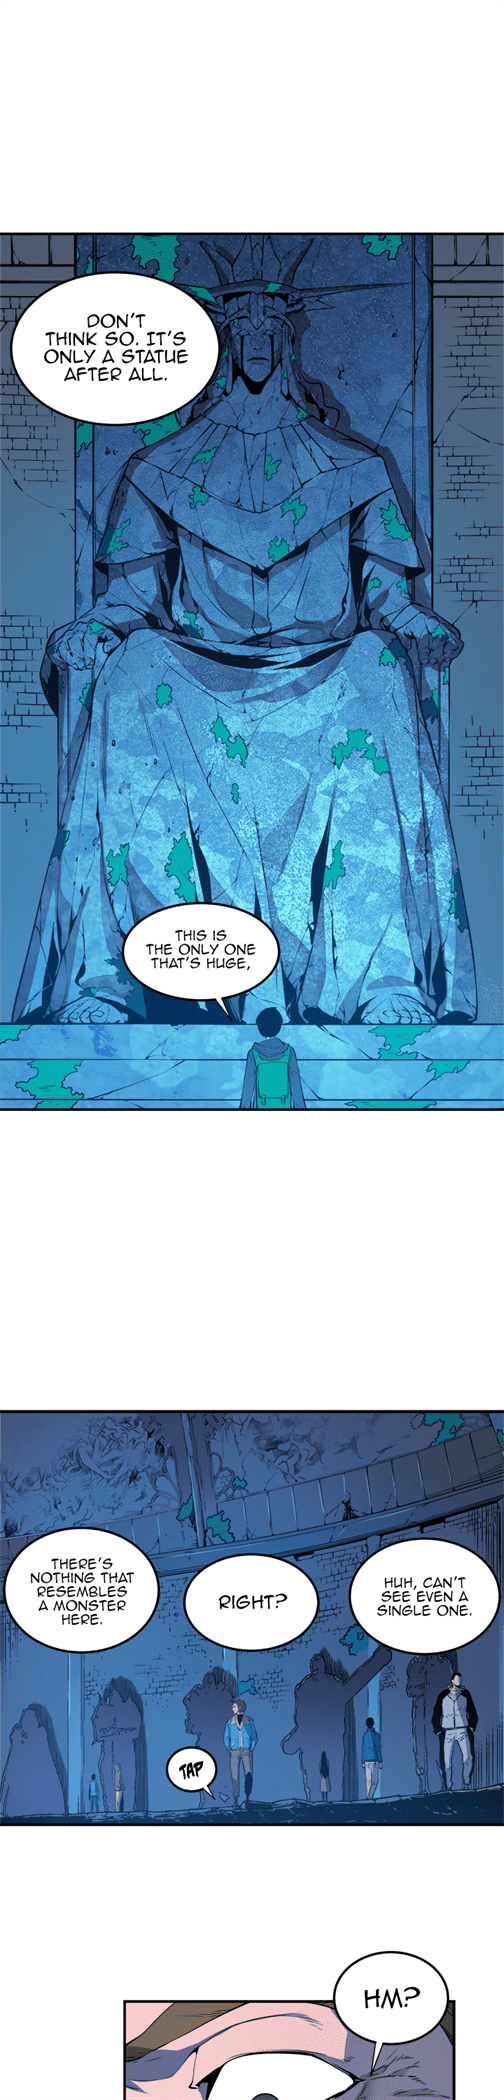 DON'T
THINK SO. IT'S
ONLY A STATUE
AFTER ALL.
THIS IS
THE ONLY ONE
THAT'S HUGE,
THERE'S
NOTHING THAT
RESEMBLES
A MONSTER
HERE.
RIGHT?
HUH, CAN'T
SEE EVEN A
SINGLE ONE.
TAP
HM?